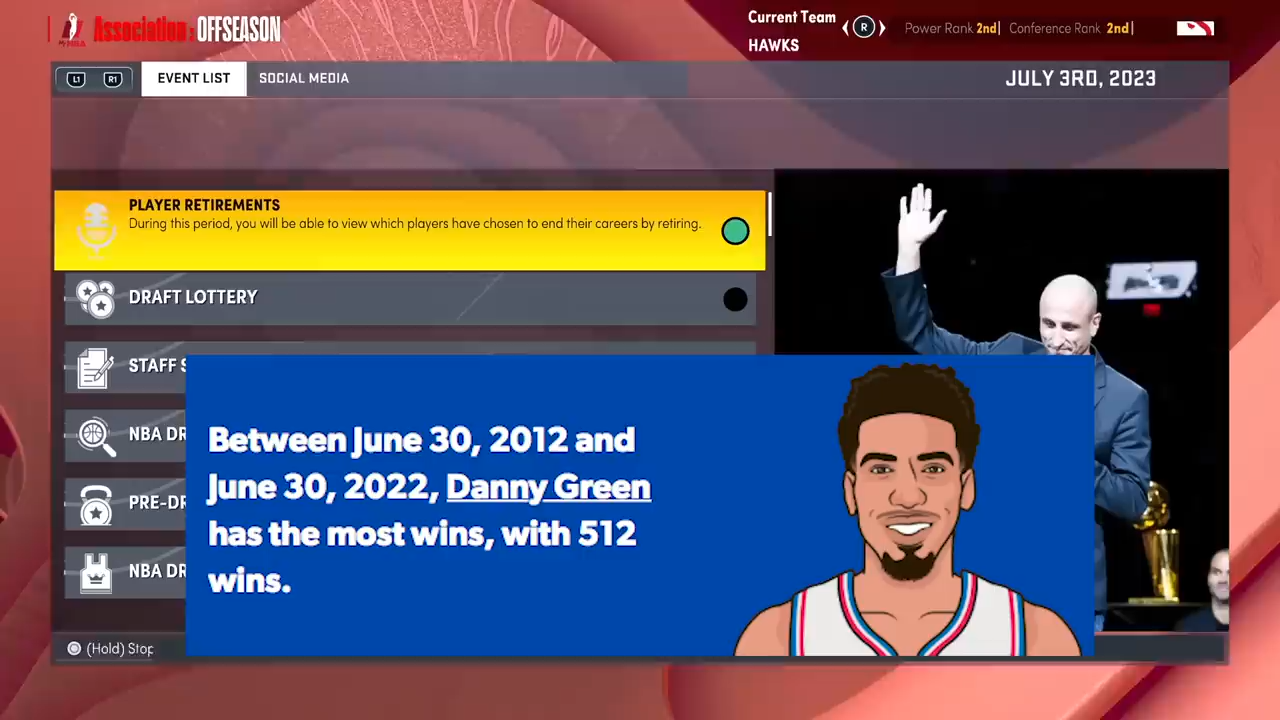 Association: OFFSEASON
Current Team
HAWKS
R
Power Rank 2nd| Conference Rank 2nd|
L1 R1 EVENT LIST SOCIAL MEDIA
JULY 3RD, 2023
PLAYER RETIREMENTS
During this period, you will be able to view which players have chosen to end their careers by retiring.
DRAFT LOTTERY
STAFF S
NBA DR
PRE-DR
NBA DR
Between June 30, 2012 and
June 30, 2022, Danny Green
has the most wins, with 512
wins.
(Hold) Stop